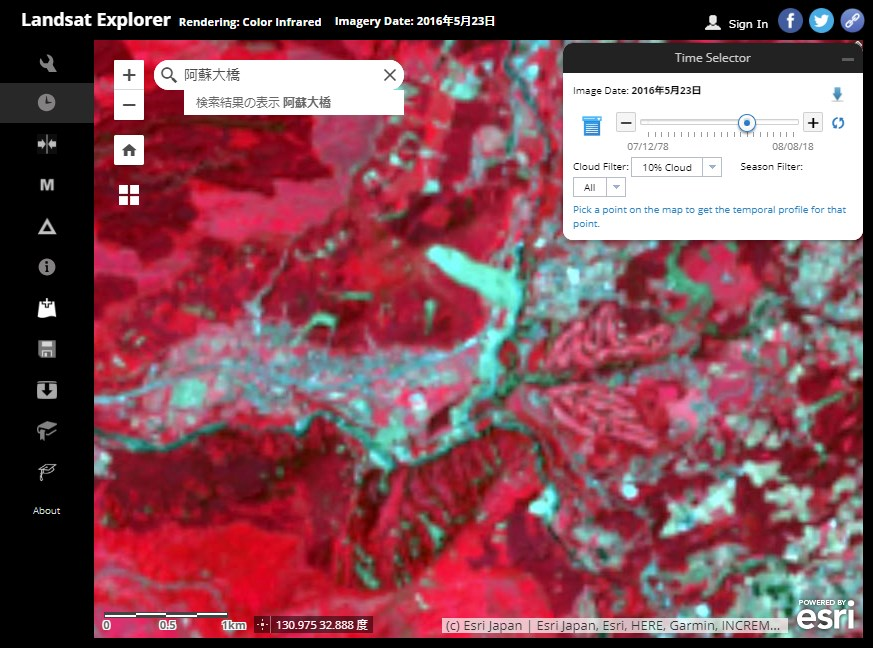 Landsat Explorer Rendering: Color Infrared Imagery Date: 2016年5月23日 Sign In
阿蘇大橋
検索結果の表示 阿蘇大橋
Time Selector
Image Date: 2016年5月23日
07/12/78 08/08/18
Cloud Filter: 10% Cloud Season Filter:
All
Pick a point on the map to get the temporal profile for that
point.
M
About
0 0.5 1km 130.975 32.888 度
(c) Esri Japan | Esri Japan, Esri, HERE, Garmin, INCREM...
POWERED BY
esri